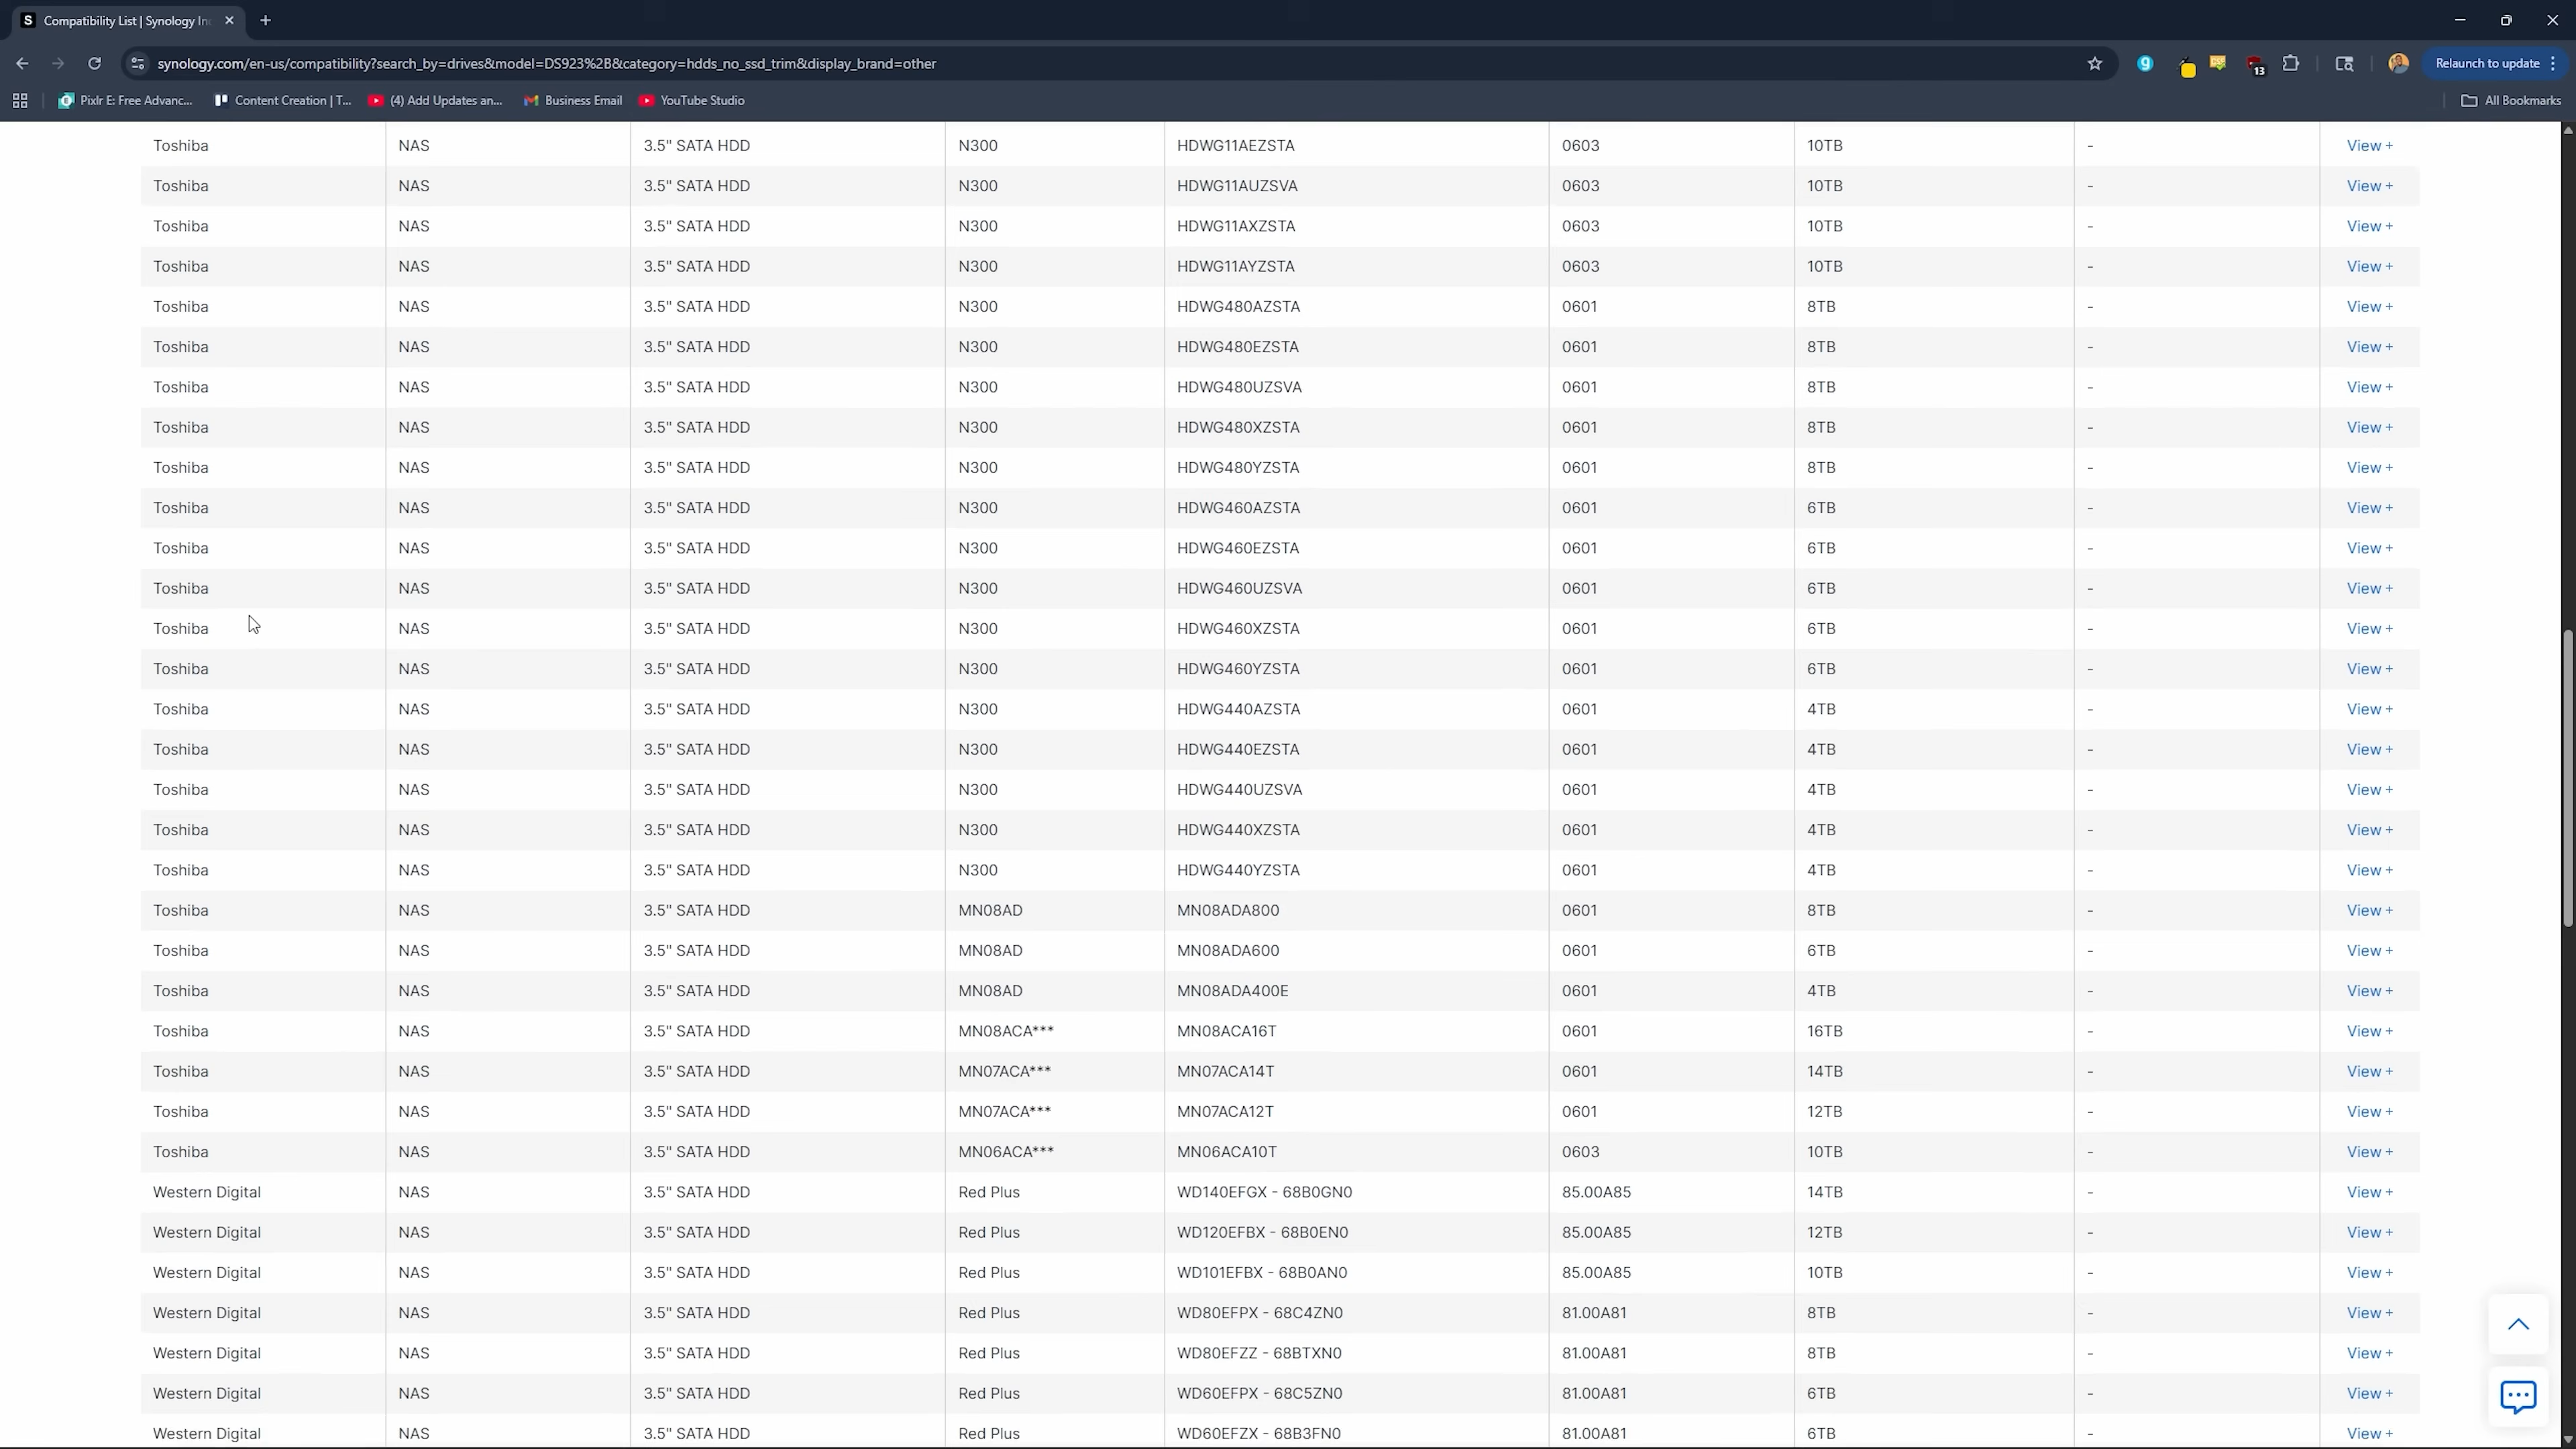 Compatibility List | Synology In
synology.com/en-us/compatibility?search_by=drives&model=DS923%2B&category=hdds_no_ssd_trim&display_brand=other
13
Relaunch to update
Pixlr E: Free Advanc...
Content Creation | T...
(4) Add Updates an...
Business Email
YouTube Studio
All Bookmarks
Toshiba NAS 3.5" SATA HDD N300 HDWG11AEZSTA 0603 10TB - View +
Toshiba NAS 3.5" SATA HDD N300 HDWG11AUZSVA 0603 10TB - View +
Toshiba NAS 3.5" SATA HDD N300 HDWG11AXZSTA 0603 10TB - View +
Toshiba NAS 3.5" SATA HDD N300 HDWG11AYZSTA 0603 10TB - View +
Toshiba NAS 3.5" SATA HDD N300 HDWG480AZSTA 0601 8TB - View +
Toshiba NAS 3.5" SATA HDD N300 HDWG480EZSTA 0601 8TB - View +
Toshiba NAS 3.5" SATA HDD N300 HDWG480UZSVA 0601 8TB - View +
Toshiba NAS 3.5" SATA HDD N300 HDWG480XZSTA 0601 8TB - View +
Toshiba NAS 3.5" SATA HDD N300 HDWG480YZSTA 0601 8TB - View +
Toshiba NAS 3.5" SATA HDD N300 HDWG460AZSTA 0601 6TB - View +
Toshiba NAS 3.5" SATA HDD N300 HDWG460EZSTA 0601 6TB - View +
Toshiba NAS 3.5" SATA HDD N300 HDWG460UZSVA 0601 6TB - View +
Toshiba NAS 3.5" SATA HDD N300 HDWG460XZSTA 0601 6TB - View +
Toshiba NAS 3.5" SATA HDD N300 HDWG460YZSTA 0601 6TB - View +
Toshiba NAS 3.5" SATA HDD N300 HDWG440AZSTA 0601 4TB - View +
Toshiba NAS 3.5" SATA HDD N300 HDWG440EZSTA 0601 4TB - View +
Toshiba NAS 3.5" SATA HDD N300 HDWG440UZSVA 0601 4TB - View +
Toshiba NAS 3.5" SATA HDD N300 HDWG440XZSTA 0601 4TB - View +
Toshiba NAS 3.5" SATA HDD N300 HDWG440YZSTA 0601 4TB - View +
Toshiba NAS 3.5" SATA HDD MN08AD MN08ADA800 0601 8TB - View +
Toshiba NAS 3.5" SATA HDD MN08AD MN08ADA600 0601 6TB - View +
Toshiba NAS 3.5" SATA HDD MN08AD MN08ADA400E 0601 4TB - View +
Toshiba NAS 3.5" SATA HDD MN08ACA*** MN08ACA16T 0601 16TB - View +
Toshiba NAS 3.5" SATA HDD MN07ACA*** MN07ACA14T 0601 14TB - View +
Toshiba NAS 3.5" SATA HDD MN07ACA*** MN07ACA12T 0601 12TB - View +
Toshiba NAS 3.5" SATA HDD MN06ACA*** MN06ACA10T 0603 10TB - View +
Western Digital NAS 3.5" SATA HDD Red Plus WD140EFGX - 68B0GN0 85.00A85 14TB - View +
Western Digital NAS 3.5" SATA HDD Red Plus WD120EFBX - 68B0EN0 85.00A85 12TB - View +
Western Digital NAS 3.5" SATA HDD Red Plus WD101EFBX - 68B0AN0 85.00A85 10TB - View +
Western Digital NAS 3.5" SATA HDD Red Plus WD80EFPX - 68C4ZN0 81.00A81 8TB - View +
Western Digital NAS 3.5" SATA HDD Red Plus WD80EFZZ - 68BTXN0 81.00A81 8TB - View +
Western Digital NAS 3.5" SATA HDD Red Plus WD60EFPX - 68C5ZN0 81.00A81 6TB - View +
Western Digital NAS 3.5" SATA HDD Red Plus WD60EFZX - 68B3FN0 81.00A81 6TB - View +